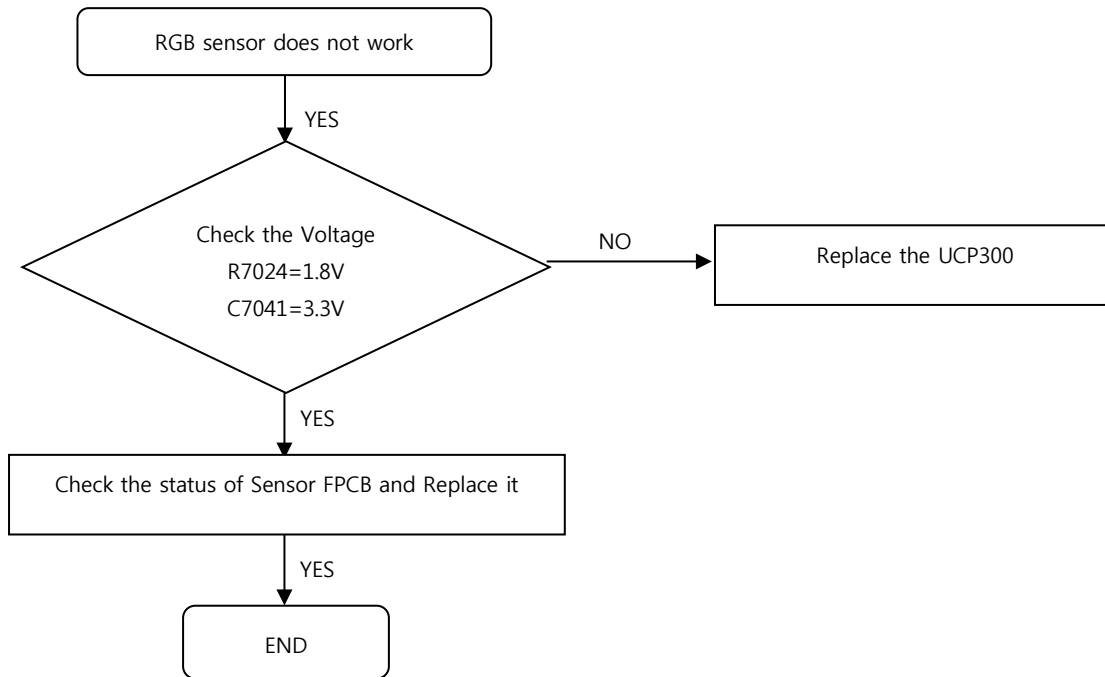 RGB sensor does not work
YES
Check the Voltage
R7024=1.8V
C7041=3.3V
NO
Replace the UCP300
YES
Check the status of Sensor FPCB and Replace it
YES
END